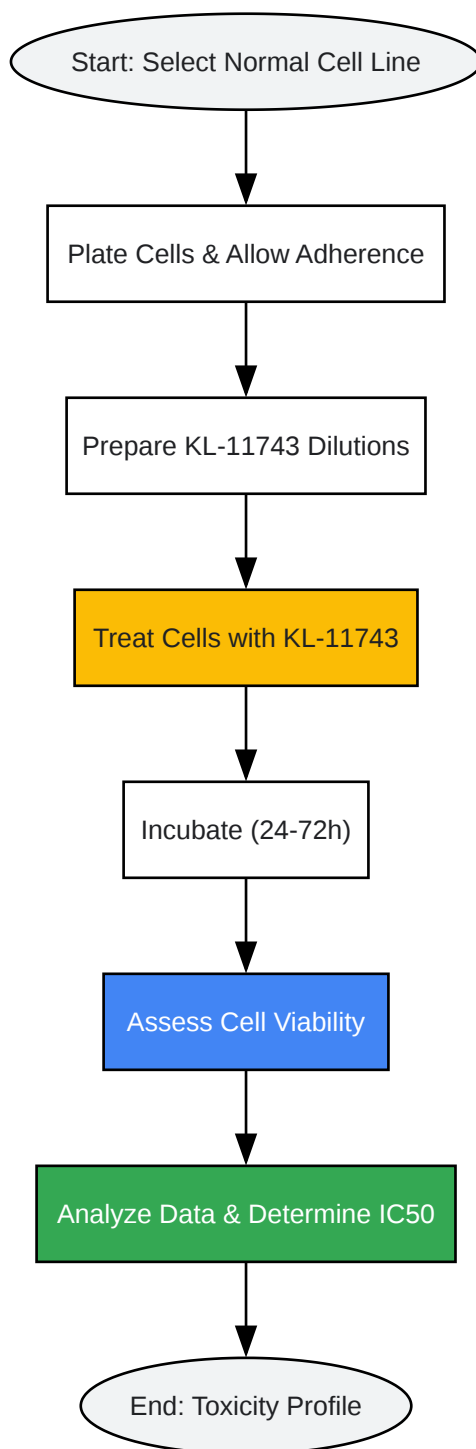 Start: Select Normal Cell Line
Plate Cells & Allow Adherence
Prepare KL-11743 Dilutions
Treat Cells with KL-11743
Incubate (24-72h)
Assess Cell Viability
Analyze Data & Determine IC50
End: Toxicity Profile